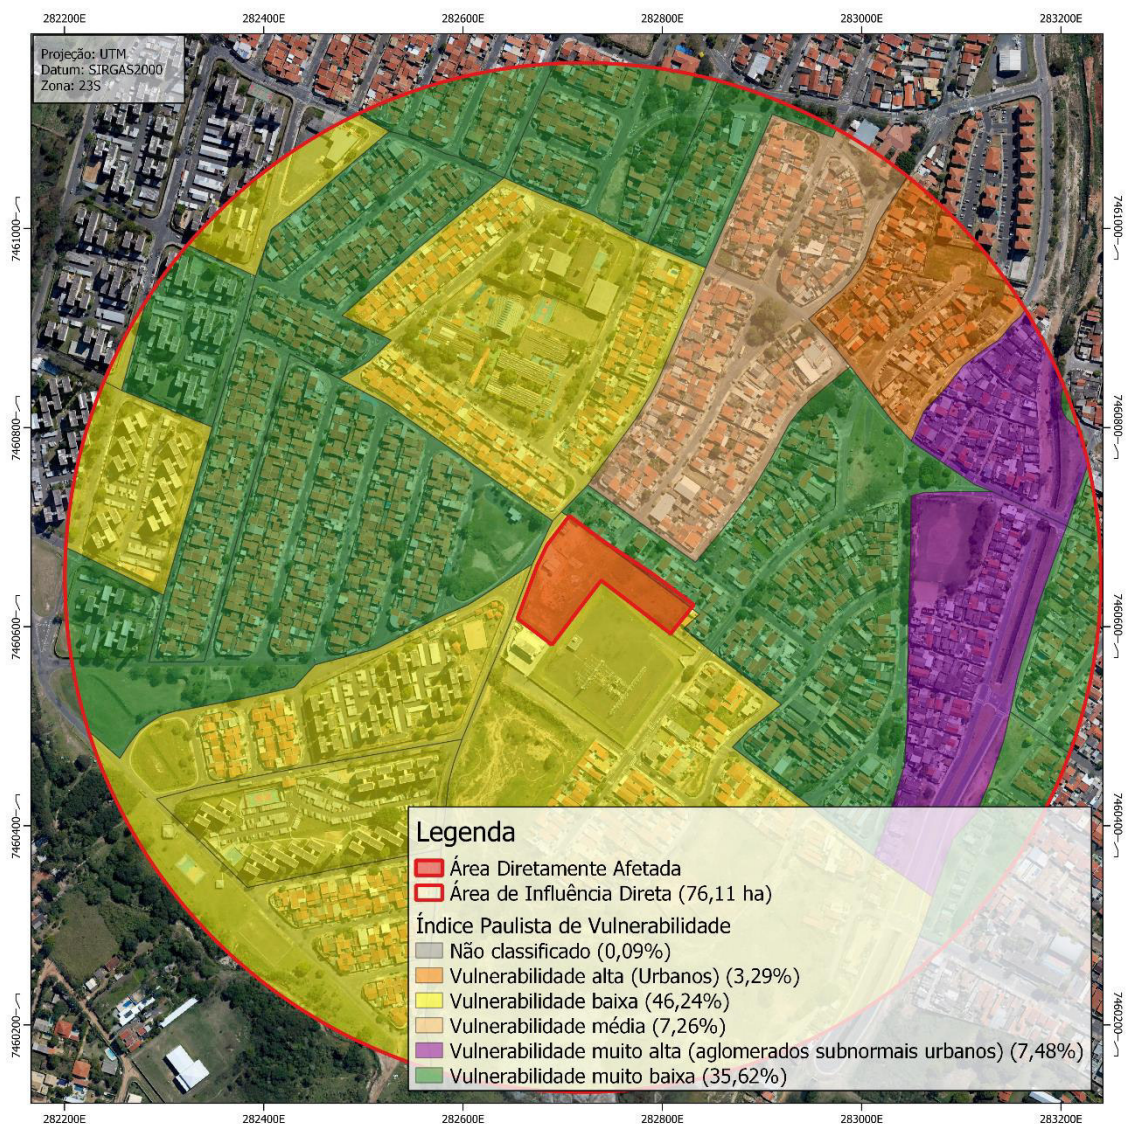 282200E 282400E 282600E 282800E 283000E 283200E
Projeção: UTM
Datum: SIRGAS2000
Zona: 23S
7461000 7461000
7460800 7460800
7460600 7460600
7460400 7460400
7460200 7460200
Legenda
Área Diretamente Afetada
Área de Influência Direta (76,11 ha)
Índice Paulista de Vulnerabilidade
Não classificado (0,09%)
Vulnerabilidade alta (Urbanos) (3,29%)
Vulnerabilidade baixa (46,24%)
Vulnerabilidade média (7,26%)
Vulnerabilidade muito alta (aglomerados subnormais urbanos) (7,48%)
Vulnerabilidade muito baixa (35,62%)
282200E 282400E 282600E 282800E 283000E 283200E